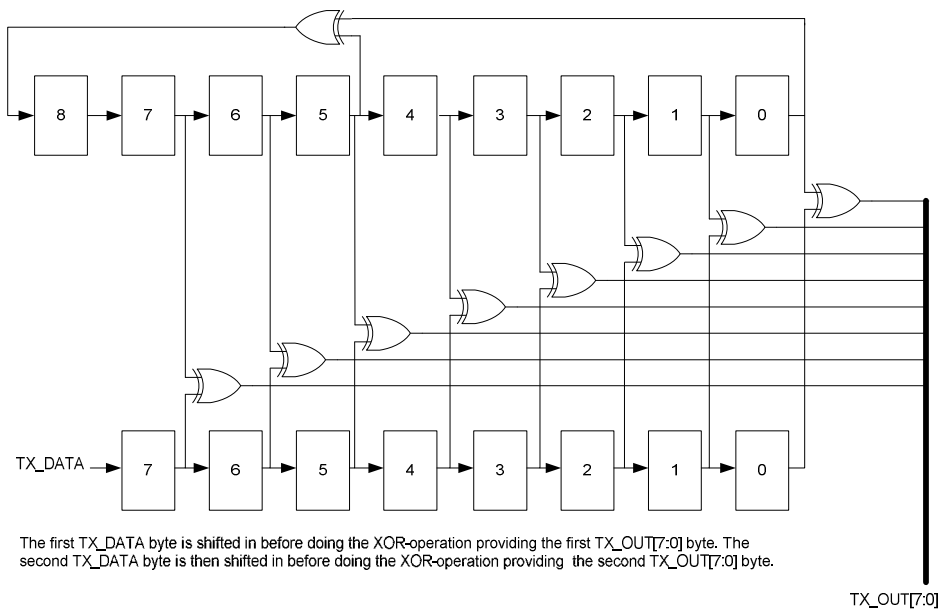 8 7 6 5 4 3 2 1 0
TX_DATA 7 6 5 4 3 2 1 0
The first TX_DATA byte is shifted in before doing the XOR-operation providing the first TX_OUT[7:0] byte. The
second TX_DATA byte is then shifted in before doing the XOR-operation providing the second TX_OUT[7:0] byte.
TX_OUT[7:0]